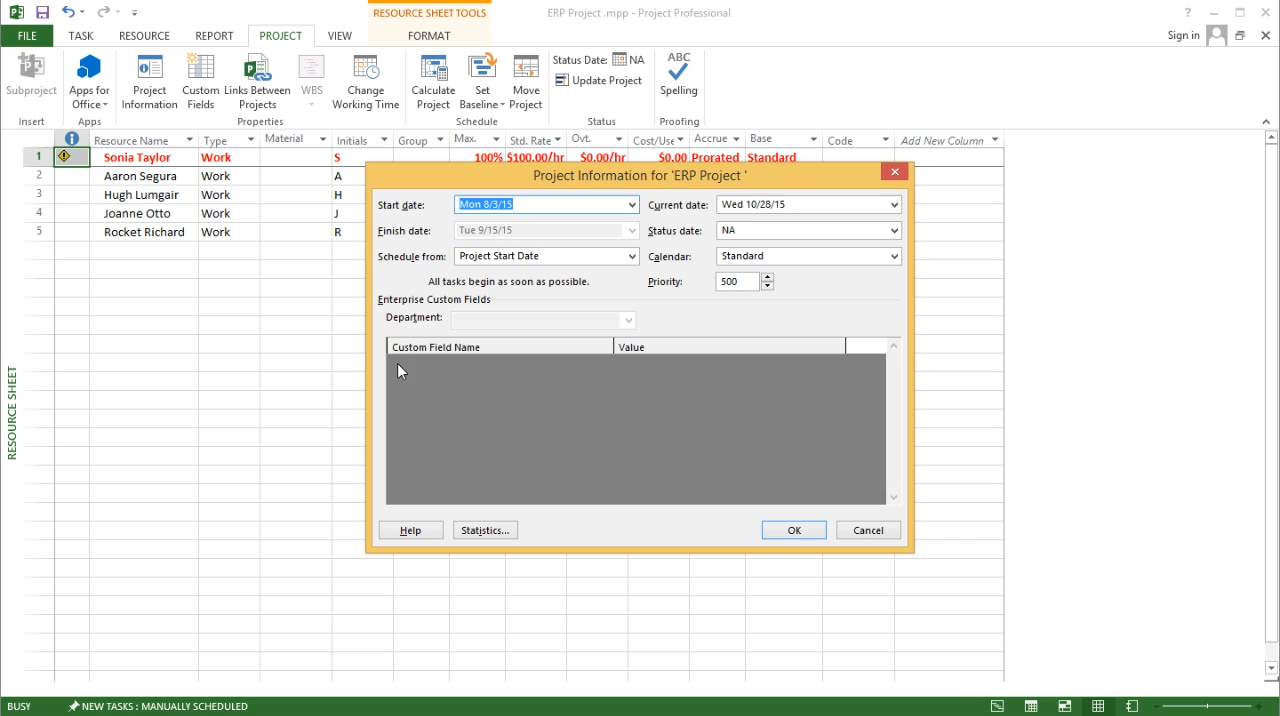 RESOURCE SHEET TOOLS
ERP Project .mpp - Project Professional
FILE TASK RESOURCE REPORT PROJECT VIEW FORMAT Sign in
Subproject
Apps for Office
Project Information
Custom Fields
Links Between Projects
WBS
Change Working Time
Calculate Project
Set Baseline
Move Project
Status Date: NA
Update Project
ABC
Spelling
Insert Apps Properties Schedule Status Proofing
Resource Name Type Material Initials Group Max. Std. Rate Ovt. Cost/Use Accrue Base Code Add New Column
1 Sonia Taylor Work S 100% $100.00/hr $0.00/hr $0.00 Prorated Standard
2 Aaron Segura Work A
3 Hugh Lumgair Work H
4 Joanne Otto Work J
5 Rocket Richard Work R
RESOURCE SHEET
Project Information for 'ERP Project '
Start date: Mon 8/3/15 Current date: Wed 10/28/15
Finish date: Tue 9/15/15 Status date: NA
Schedule from: Project Start Date Calendar: Standard
All tasks begin as soon as possible. Priority: 500
Enterprise Custom Fields
Department:
Custom Field Name Value
Help Statistics... OK Cancel
BUSY NEW TASKS : MANUALLY SCHEDULED